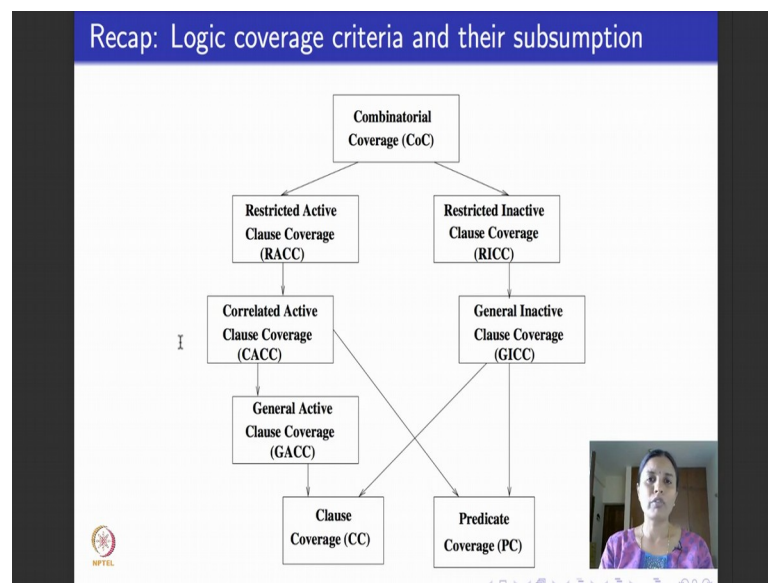 Recap: Logic coverage criteria and their subsumption
Combinatorial
Coverage (CoC)
Restricted Active
Clause Coverage
(RACC)
Restricted Inactive
Clause Coverage
(RICC)
Correlated Active
Clause Coverage
(CACC)
General Inactive
Clause Coverage
(GICC)
General Active
Clause Coverage
(GACC)
Clause
Coverage (CC)
Predicate
Coverage (PC)
NPTEL